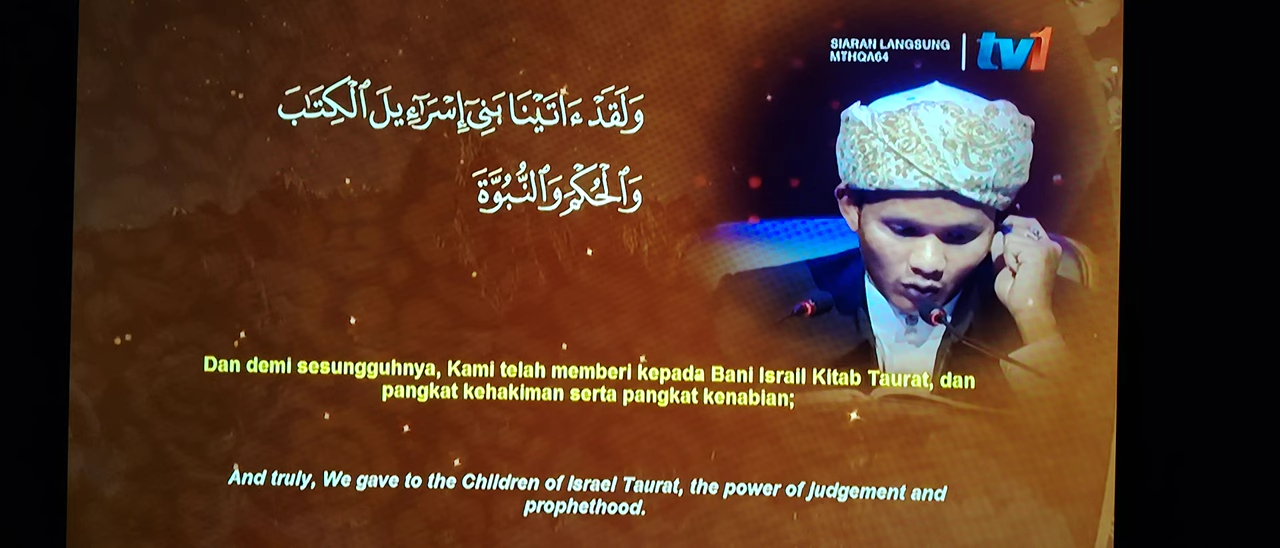 SIARAN LANGSUNG
MTHQA64
tv1
وَلَقَدْ ءَاتَيْنَا بَنِىٓ إِسْرَٰٓءِيلَ ٱلْكِتَٰبَ
وَٱلْحُكْمَ وَٱلنُّبُوَّةَ
Dan demi sesungguhnya, Kami telah memberi kepada Bani Israil Kitab Taurat, dan
pangkat kehakiman serta pangkat kenabian;
And truly, We gave to the Children of Israel Taurat, the power of judgement and
prophethood.